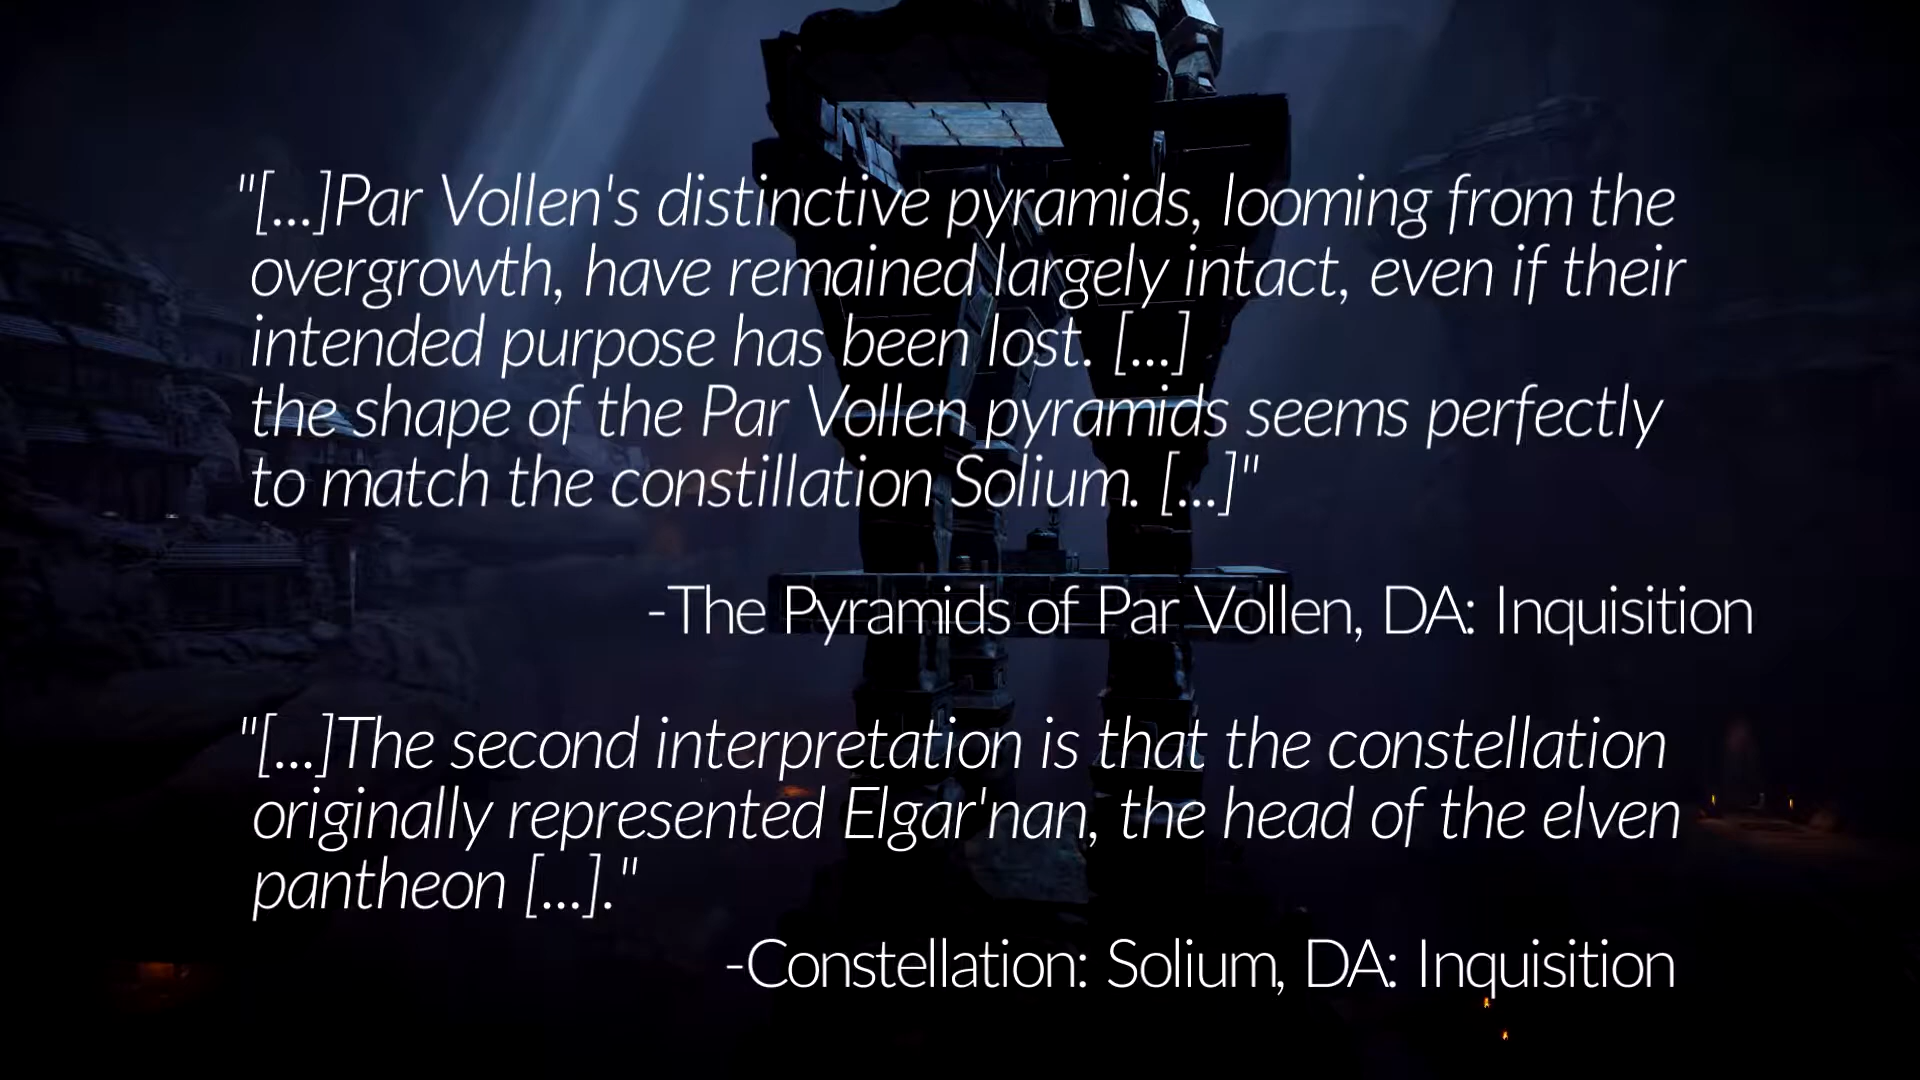 "[...]Par Vollen's distinctive pyramids, looming from the
overgrowth, have remained largely intact, even if their
intended purpose has been lost. [...]
the shape of the Par Vollen pyramids seems perfectly
to match the constillation Solium. [...]"
-The Pyramids of Par Vollen, DA: Inquisition
"[...]The second interpretation is that the constellation
originally represented Elgar'nan, the head of the elven
pantheon [...]."
-Constellation: Solium, DA: Inquisition